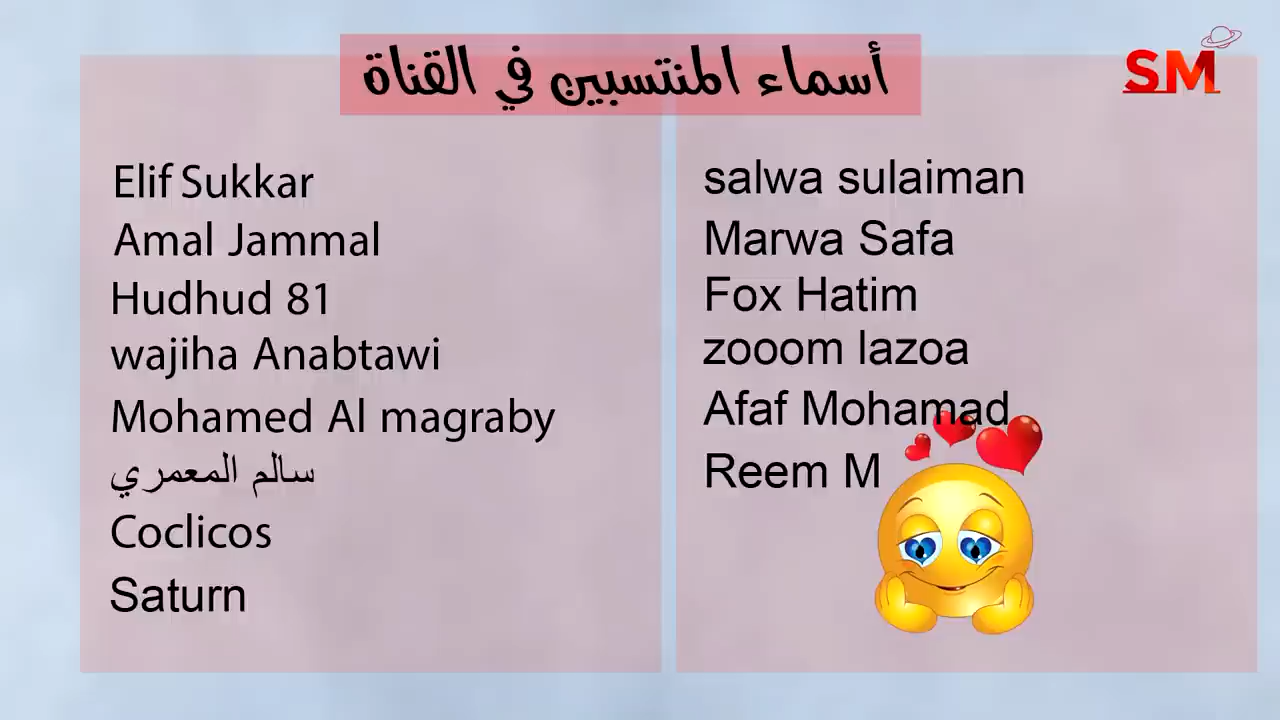 أسماء المنتسبين في القناة
SM
Elif Sukkar
Amal Jammal
Hudhud 81
wajiha Anabtawi
Mohamed Al magraby
سالم المعمري
Coclicos
Saturn
salwa sulaiman
Marwa Safa
Fox Hatim
zooom lazoa
Afaf Mohamad
Reem M